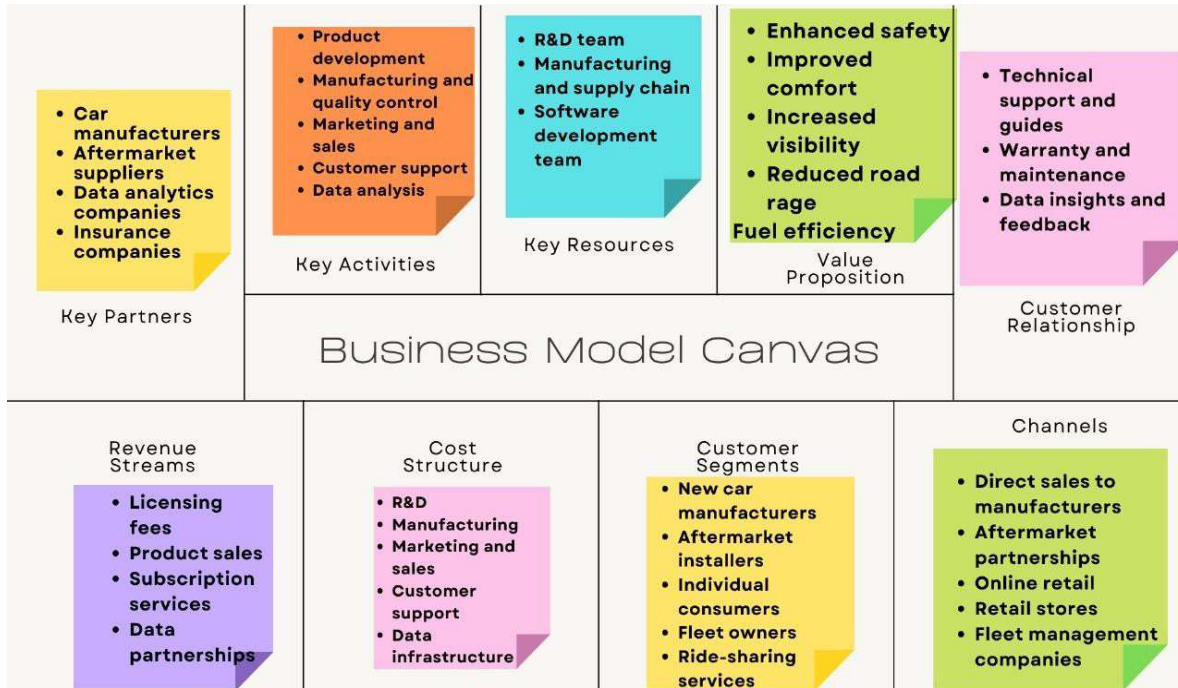 • Car
manufacturers
• Aftermarket
suppliers
• Data analytics
companies
• Insurance
companies
Key Partners
• Product
development
• Manufacturing and
quality control
• Marketing and
sales
• Customer support
• Data analysis
Key Activities
• R&D team
• Manufacturing
and supply chain
• Software
development
team
Key Resources
• Enhanced safety
• Improved
comfort
• Increased
visibility
• Reduced road
rage
Fuel efficiency
Value
Proposition
• Technical
support and
guides
• Warranty and
maintenance
• Data insights and
feedback
Customer
Relationship
Business Model Canvas
Revenue
Streams
• Licensing
fees
• Product sales
• Subscription
services
• Data
partnerships
Cost
Structure
• R&D
• Manufacturing
• Marketing and
sales
• Customer
support
• Data
infrastructure
Customer
Segments
• New car
manufacturers
• Aftermarket
installers
• Individual
consumers
• Fleet owners
• Ride-sharing
services
Channels
• Direct sales to
manufacturers
• Aftermarket
partnerships
• Online retail
• Retail stores
• Fleet management
companies